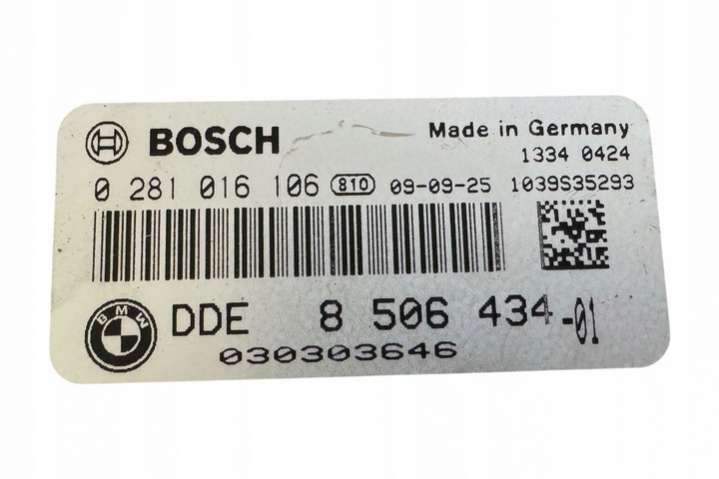 BOSCH
Made in Germany
1334 0424
0 281 016 106 810 09-09-25 1039S35293
BMW
DDE 8 506 434-01
030303646